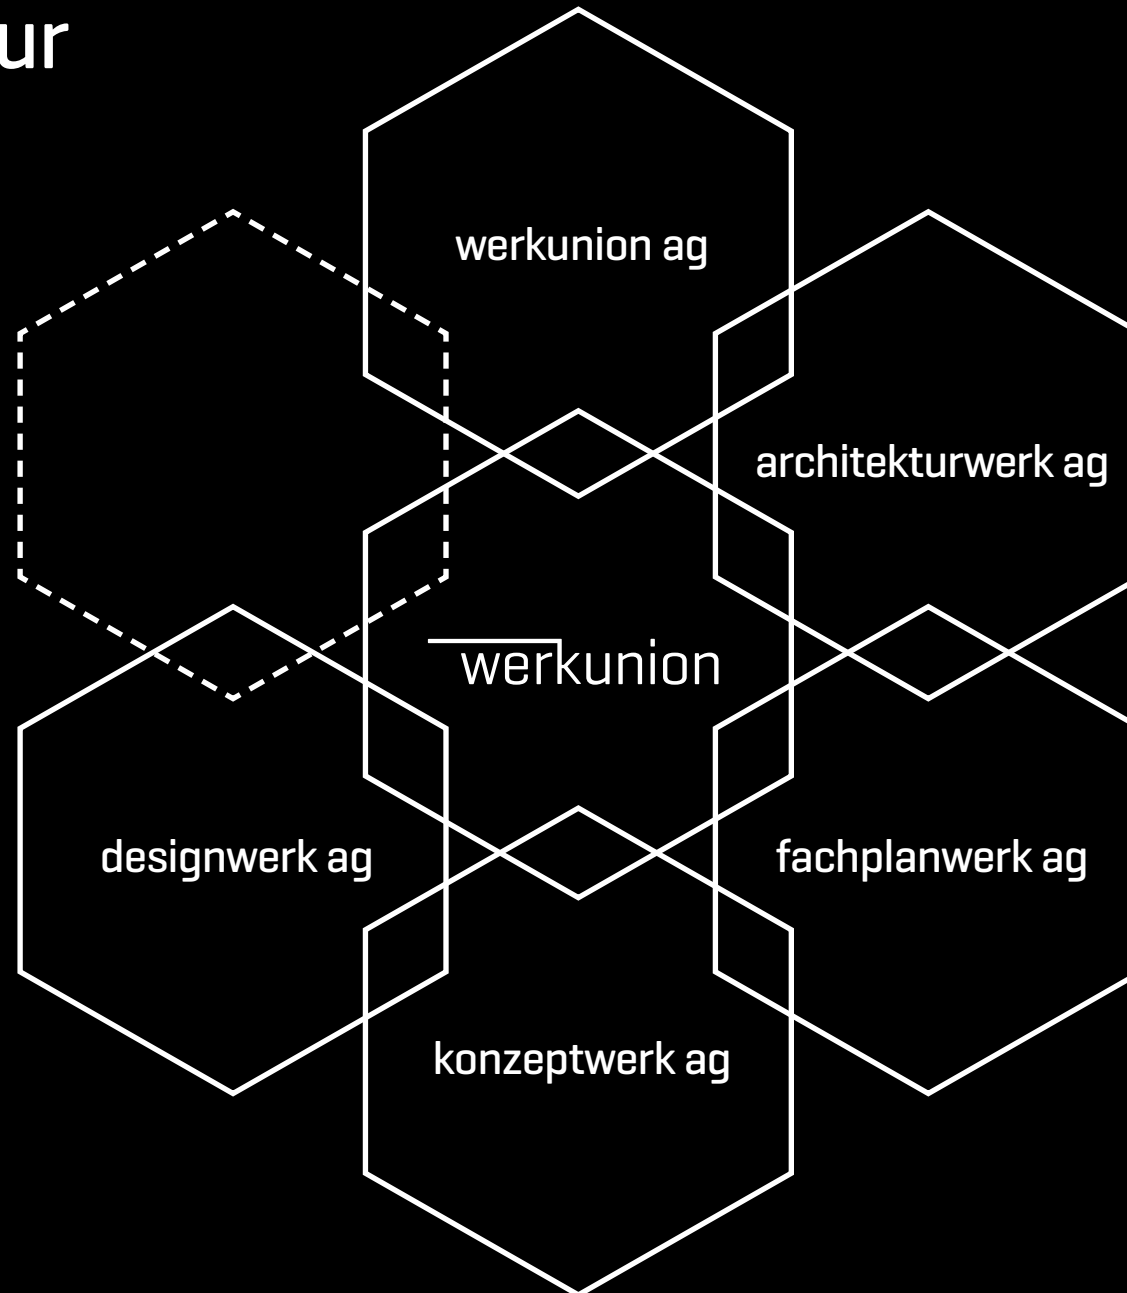 ur
werkunion ag
architekturwerk ag
werkunion
designwerk ag
fachplanwerk ag
konzeptwerk ag